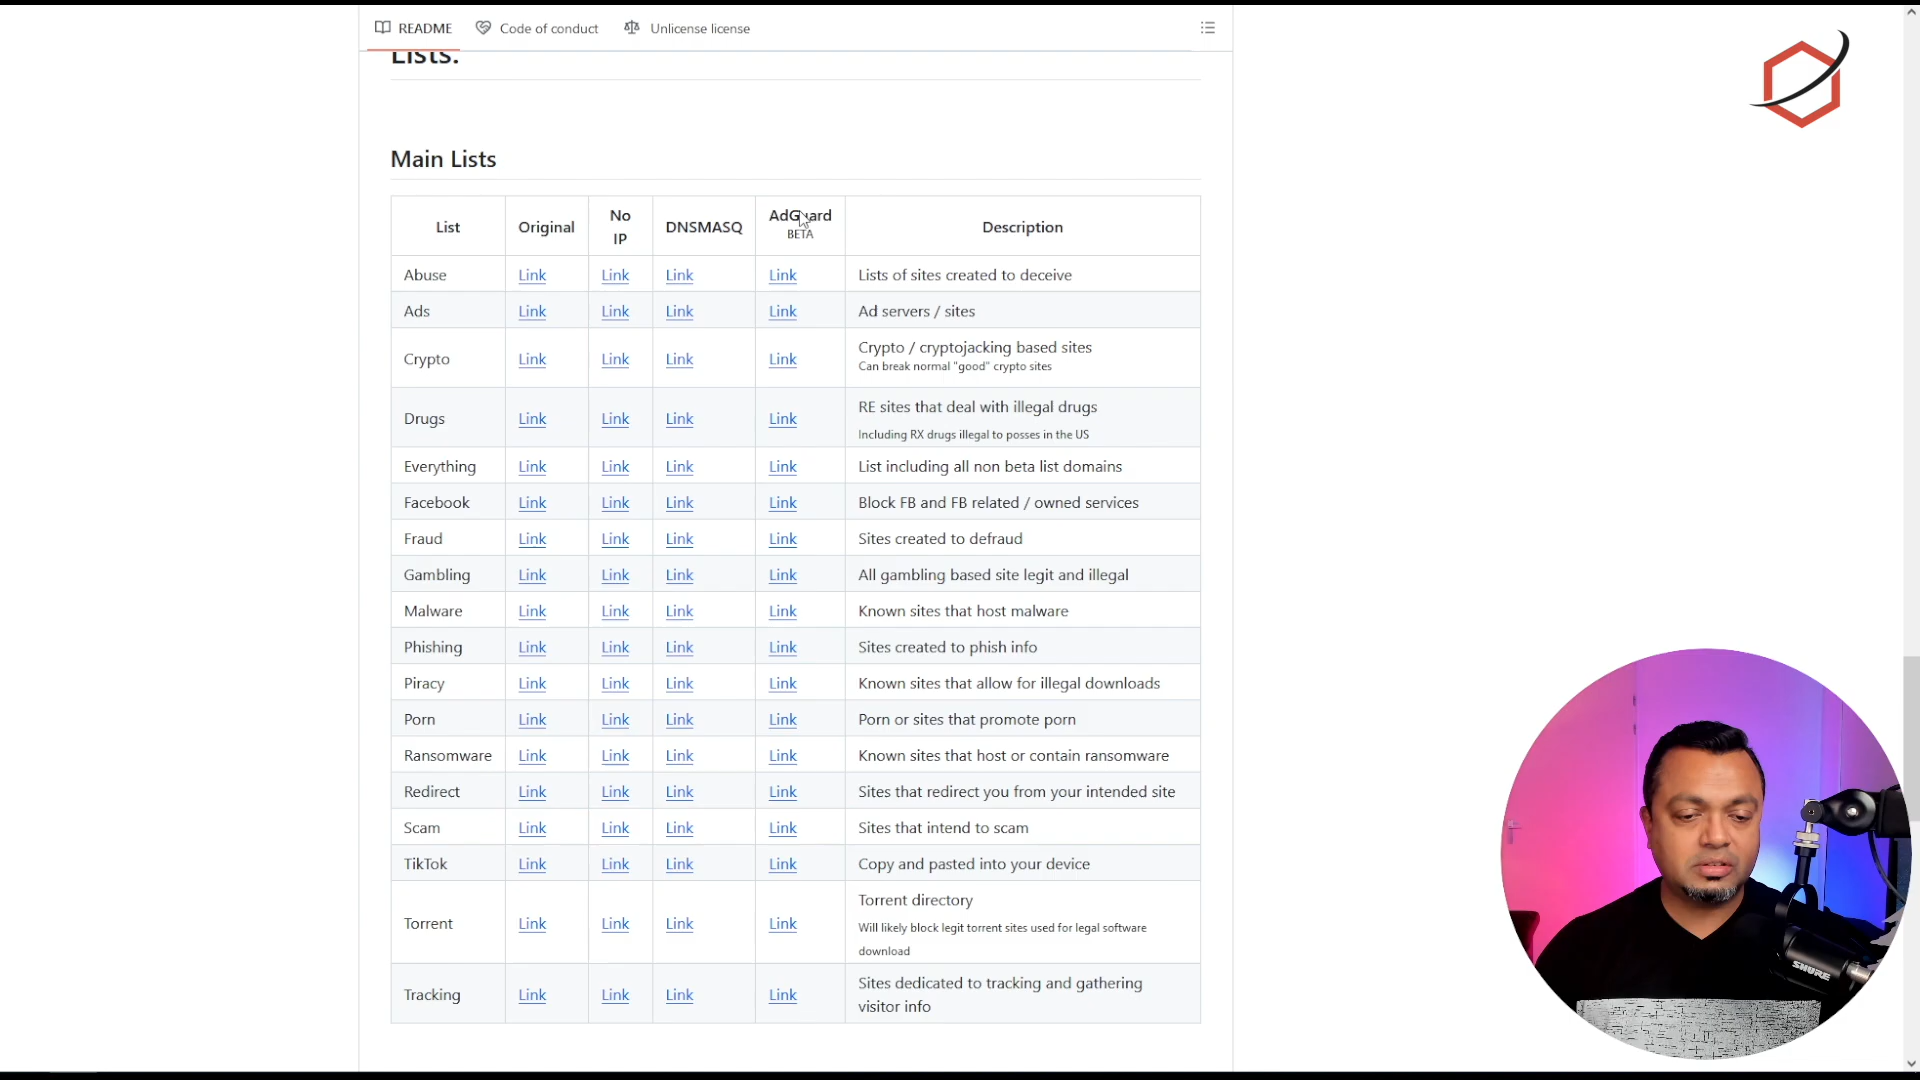 README Code of conduct Unlicense license
Lists:
Main Lists
List Original No IP DNSMASQ AdGuard BETA Description
Abuse Link Link Link Link Lists of sites created to deceive
Ads Link Link Link Link Ad servers / sites
Crypto Link Link Link Link Crypto / cryptojacking based sites
Can break normal "good" crypto sites
Drugs Link Link Link Link RE sites that deal with illegal drugs
Including RX drugs illegal to posses in the US
Everything Link Link Link Link List including all non beta list domains
Facebook Link Link Link Link Block FB and FB related / owned services
Fraud Link Link Link Link Sites created to defraud
Gambling Link Link Link Link All gambling based site legit and illegal
Malware Link Link Link Link Known sites that host malware
Phishing Link Link Link Link Sites created to phish info
Piracy Link Link Link Link Known sites that allow for illegal downloads
Porn Link Link Link Link Porn or sites that promote porn
Ransomware Link Link Link Link Known sites that host or contain ransomware
Redirect Link Link Link Link Sites that redirect you from your intended site
Scam Link Link Link Link Sites that intend to scam
TikTok Link Link Link Link Copy and pasted into your device
Torrent Link Link Link Link Torrent directory
Will likely block legit torrent sites used for legal software
download
Tracking Link Link Link Link Sites dedicated to tracking and gathering
visitor info
SHURE